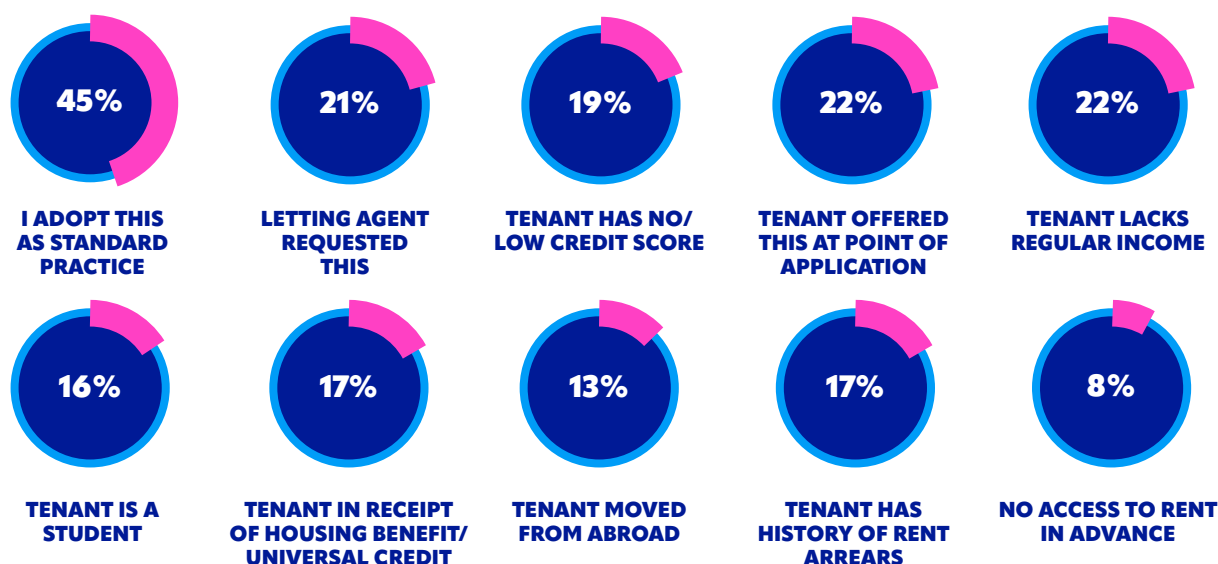 45%
21%
19%
22%
22%
I ADOPT THIS
AS STANDARD
PRACTICE
LETTING AGENT
REQUESTED
THIS
TENANT HAS NO/
LOW CREDIT SCORE
TENANT OFFERED
THIS AT POINT OF
APPLICATION
TENANT LACKS
REGULAR INCOME
16%
17%
13%
17%
8%
TENANT IS A
STUDENT
TENANT IN RECEIPT
OF HOUSING BENEFIT/
UNIVERSAL CREDIT
TENANT MOVED
FROM ABROAD
TENANT HAS
HISTORY OF RENT
ARREARS
NO ACCESS TO RENT
IN ADVANCE